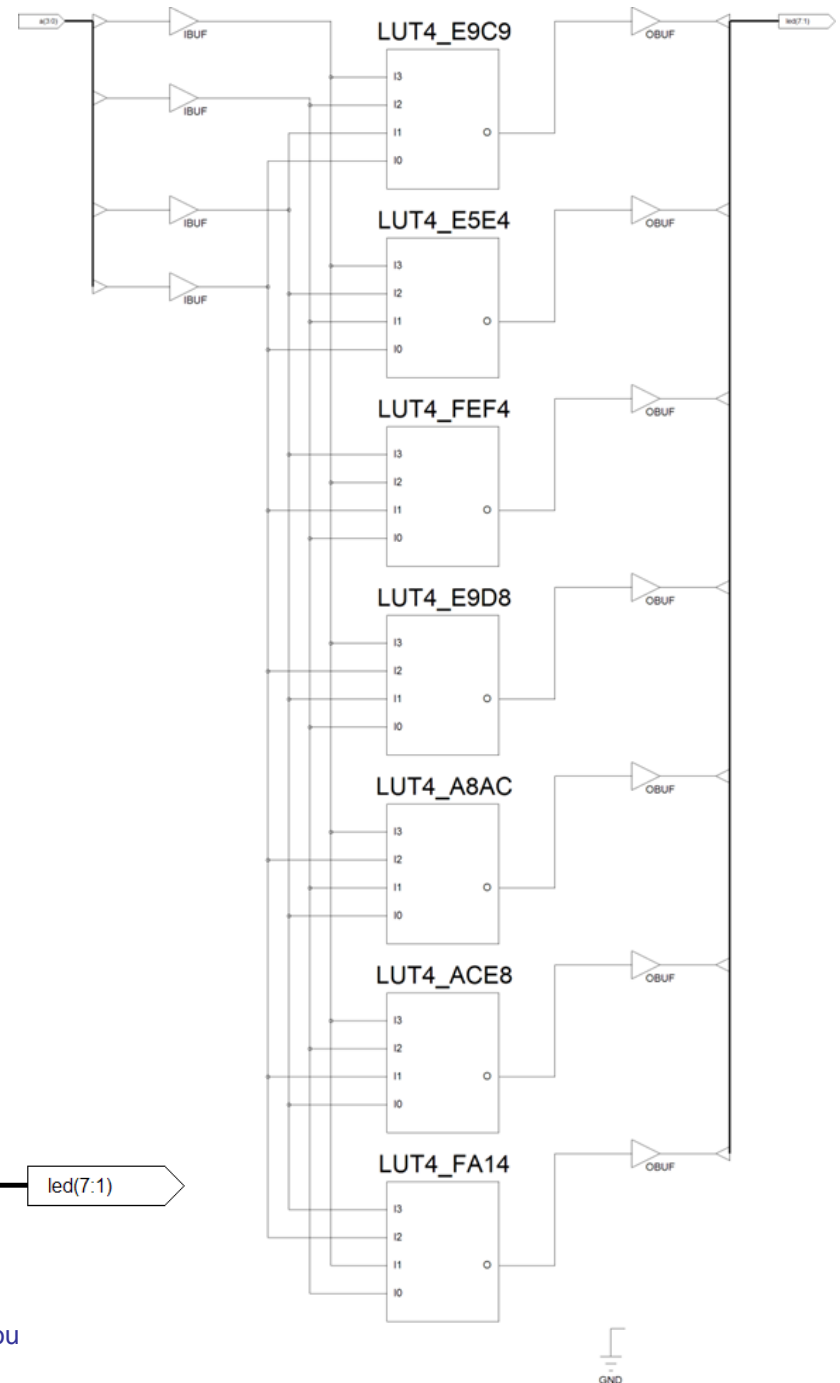 a(3:0)
IBUF
LUT4_E9C9
I3
I2
I1
I0
O
OBUF
led(7:1)
IBUF
IBUF
IBUF
LUT4_E5E4
I3
I2
I1
I0
O
OBUF
LUT4_FEF4
I3
I2
I1
I0
O
OBUF
LUT4_E9D8
I3
I2
I1
I0
O
OBUF
LUT4_A8AC
I3
I2
I1
I0
O
OBUF
LUT4_ACE8
I3
I2
I1
I0
O
OBUF
led(7:1)
LUT4_FA14
I3
I2
I1
I0
O
OBUF
GND